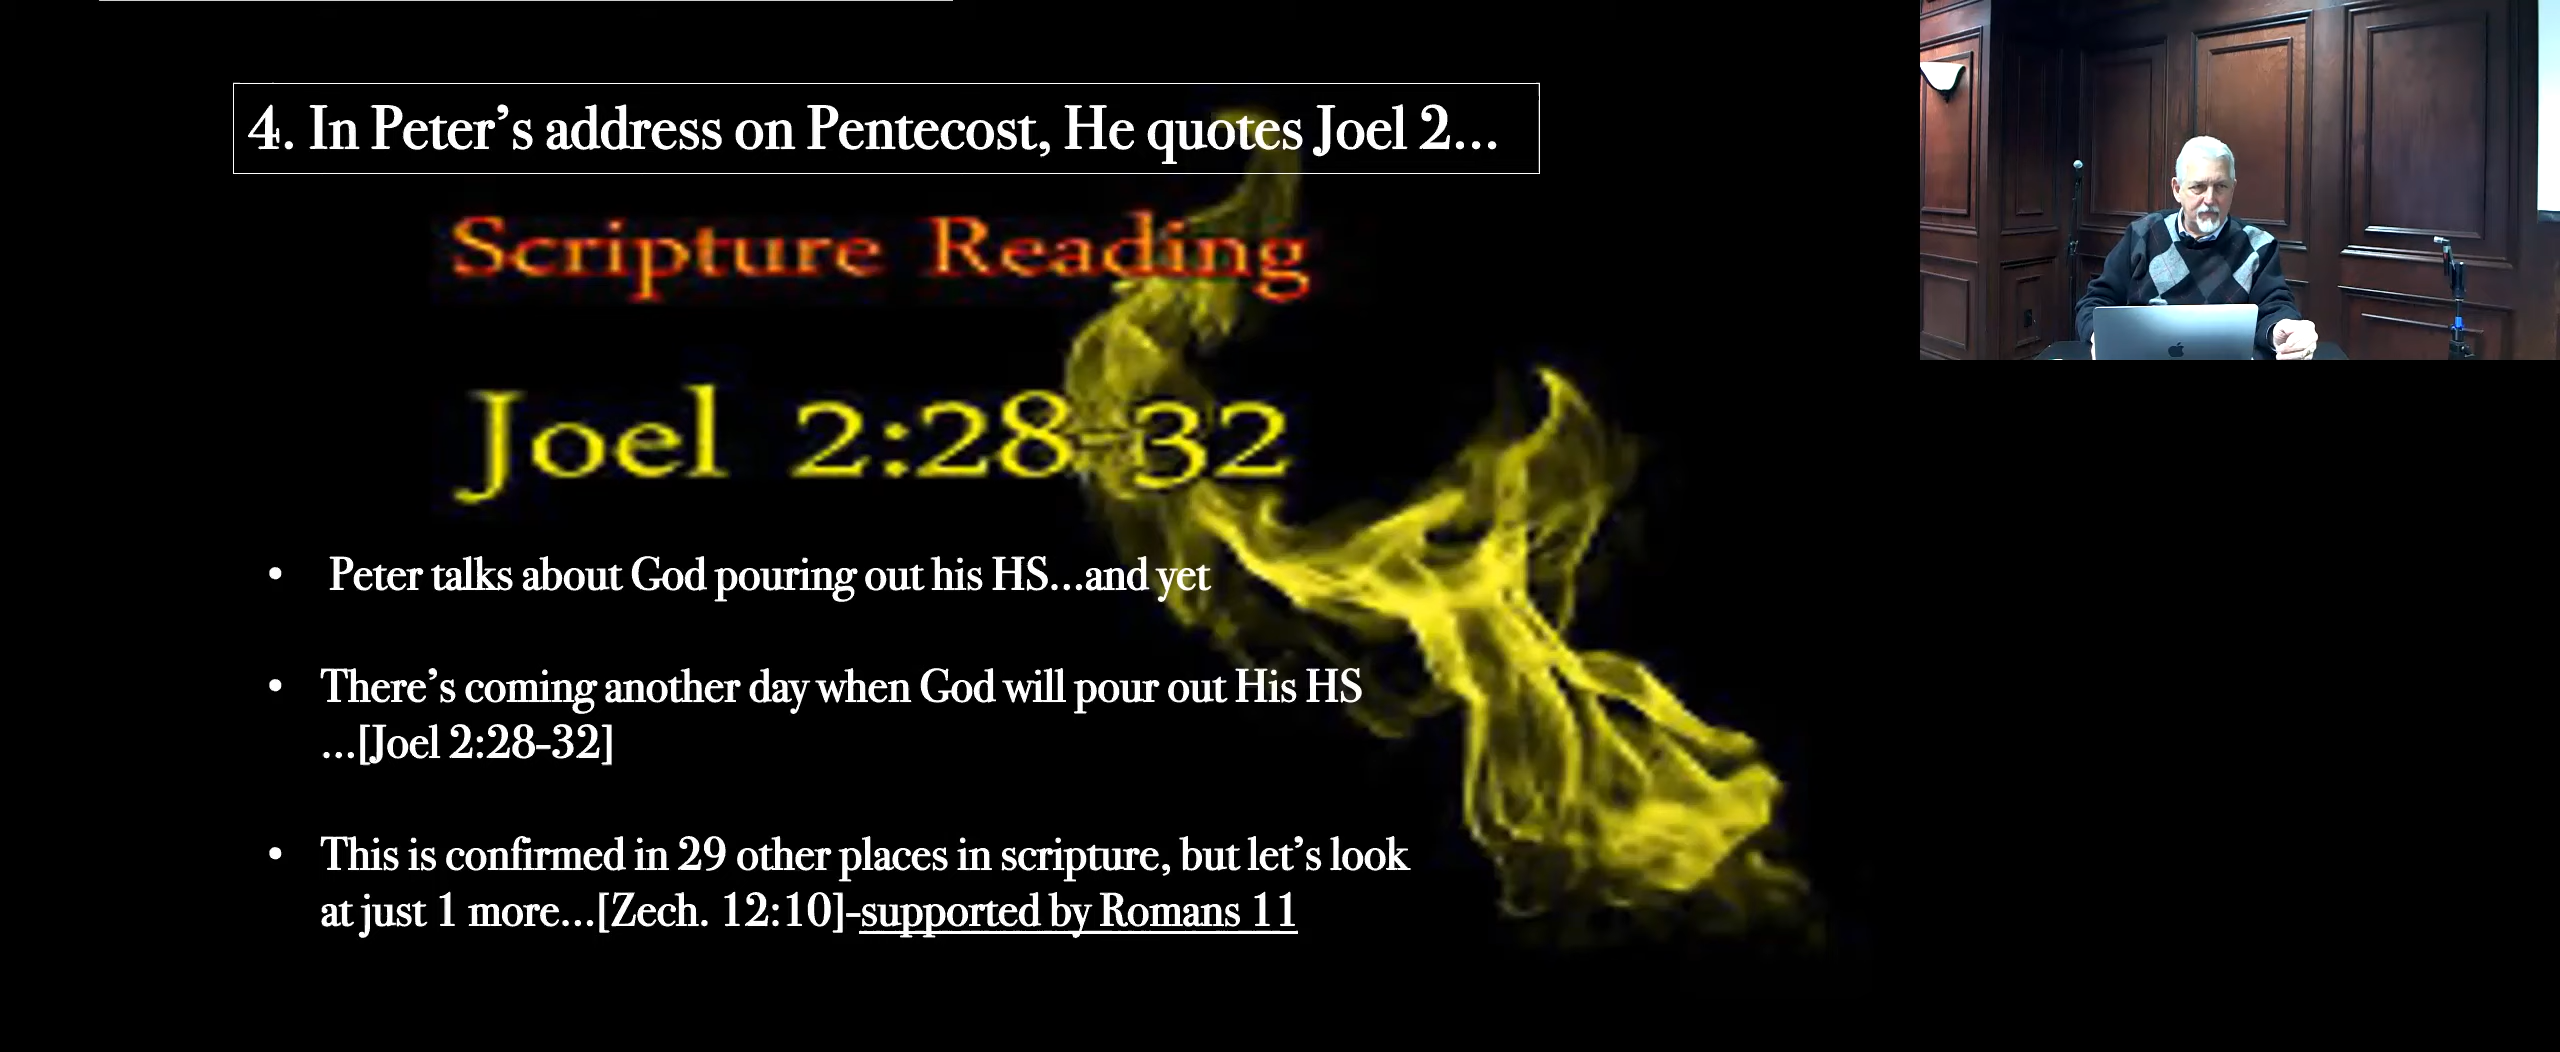 4. In Peter’s address on Pentecost, He quotes Joel 2…
Scripture Reading
Joel 2:28-32
• Peter talks about God pouring out his HS…and yet
• There’s coming another day when God will pour out His HS
…[Joel 2:28-32]
• This is confirmed in 29 other places in scripture, but let’s look
at just 1 more…[Zech. 12:10]-supported by Romans 11